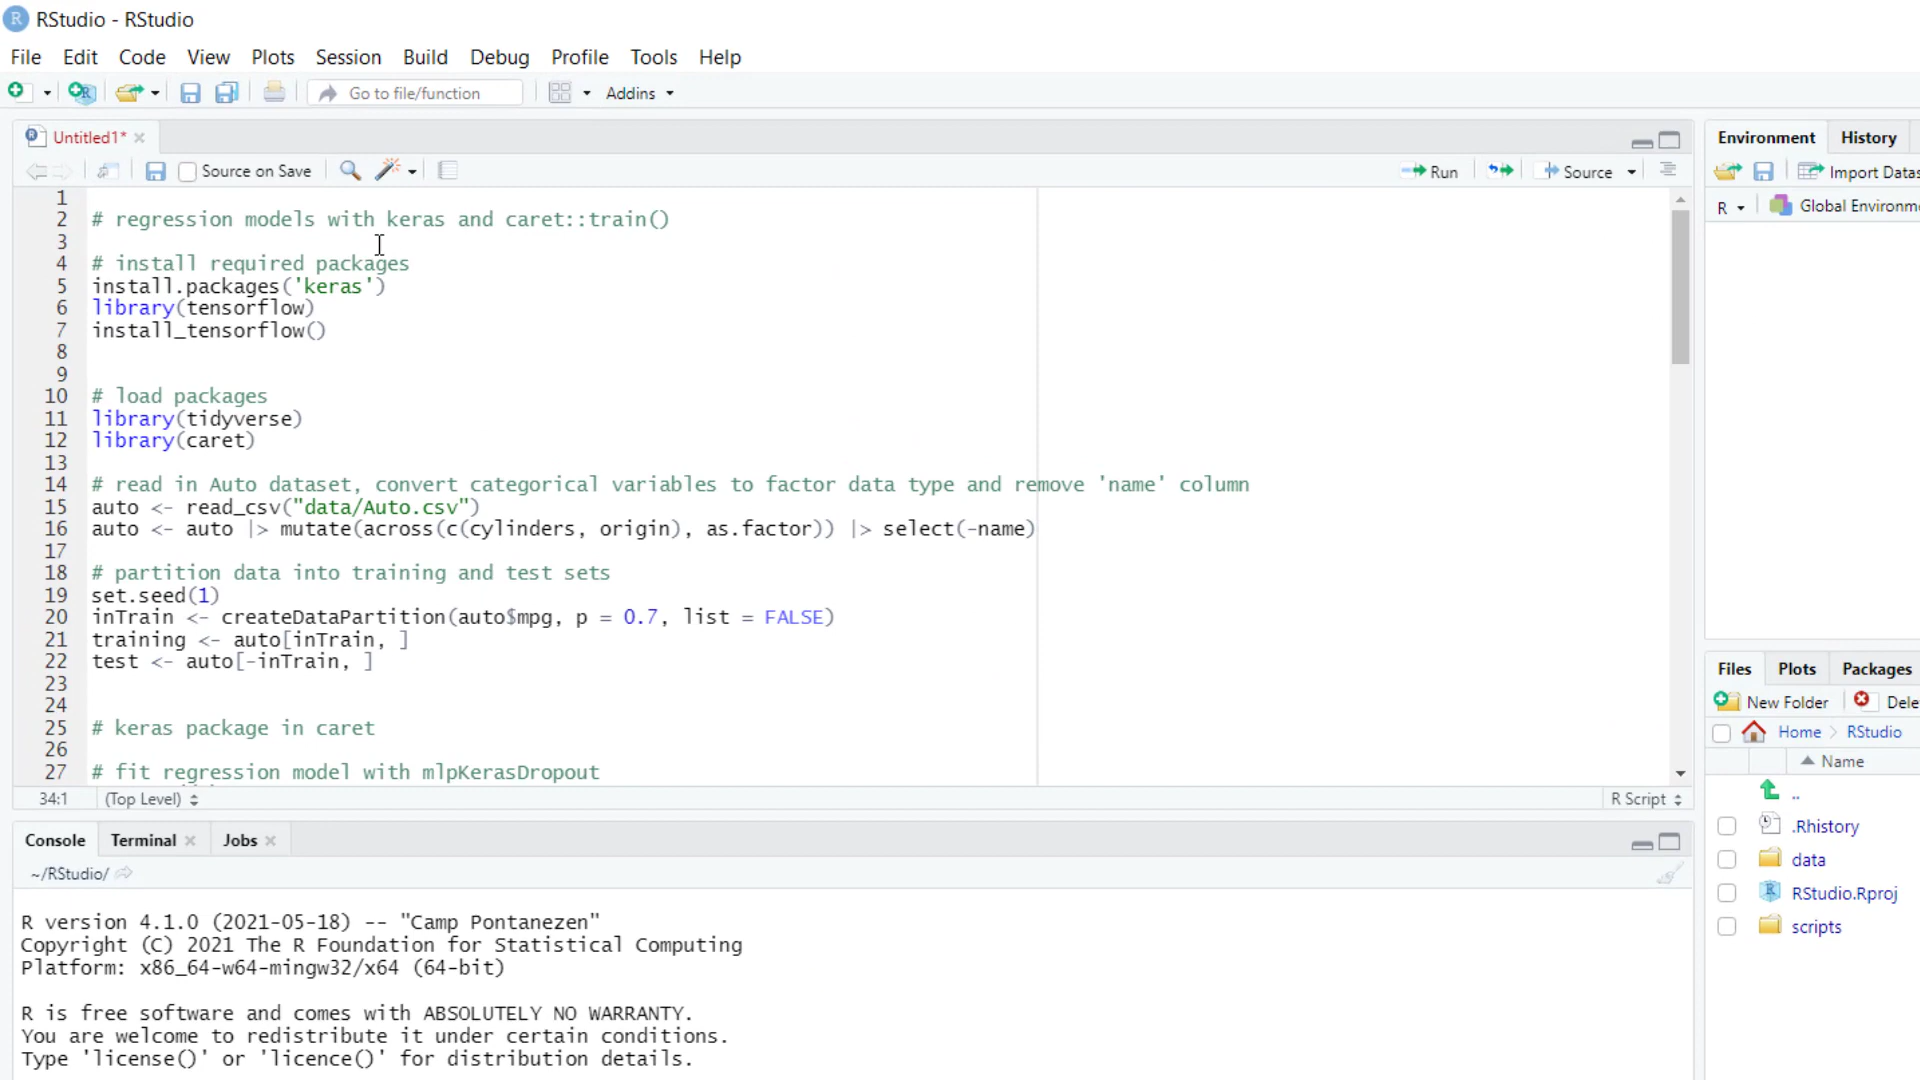 RStudio - RStudio
File Edit Code View Plots Session Build Debug Profile Tools Help
Go to file/function Addins
Untitled1*
Source on Save Run Source
1
2 # regression models with keras and caret::train()
3
4 # install required packages
5 install.packages('keras')
6 library(tensorflow)
7 install_tensorflow()
8
9
10 # load packages
11 library(tidyverse)
12 library(caret)
13
14 # read in Auto dataset, convert categorical variables to factor data type and remove 'name' column
15 auto <- read_csv("data/Auto.csv")
16 auto <- auto |> mutate(across(c(cylinders, origin), as.factor)) |> select(-name)
17
18 # partition data into training and test sets
19 set.seed(1)
20 inTrain <- createDataPartition(auto$mpg, p = 0.7, list = FALSE)
21 training <- auto[inTrain, ]
22 test <- auto[-inTrain, ]
23
24
25 # keras package in caret
26
27 # fit regression model with mlpKerasDropout
34:1 (Top Level) R Script
Console Terminal Jobs
~/RStudio/
R version 4.1.0 (2021-05-18) -- "Camp Pontanezen"
Copyright (C) 2021 The R Foundation for Statistical Computing
Platform: x86_64-w64-mingw32/x64 (64-bit)
R is free software and comes with ABSOLUTELY NO WARRANTY.
You are welcome to redistribute it under certain conditions.
Type 'license()' or 'licence()' for distribution details.
Environment History
Import Datas
R Global Environme
Files Plots Packages
New Folder Dele
Home RStudio
Name
..
.Rhistory
data
RStudio.Rproj
scripts